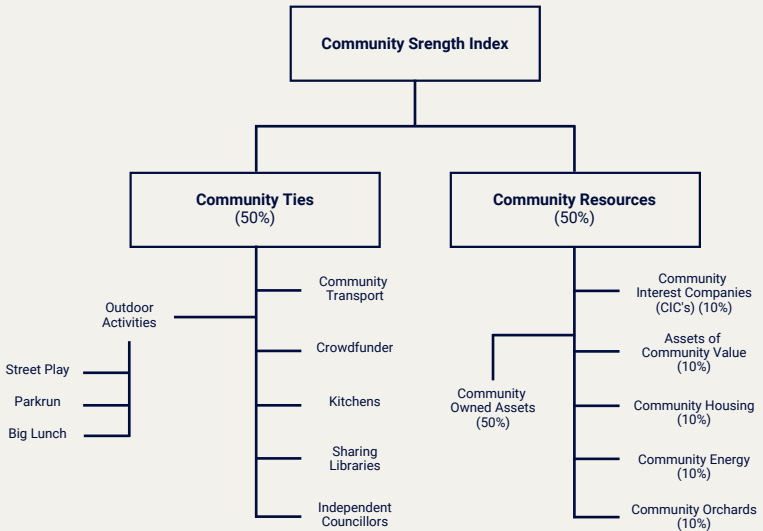 Community Srength Index
Community Ties
(50%)
Outdoor
Activities
Street Play
Parkrun
Big Lunch
Community
Transport
Crowdfunder
Kitchens
Sharing
Libraries
Independent
Councillors
Community Resources
(50%)
Community
Owned Assets
(50%)
Community
Interest Companies
(CIC's) (10%)
Assets of
Community Value
(10%)
Community Housing
(10%)
Community Energy
(10%)
Community Orchards
(10%)